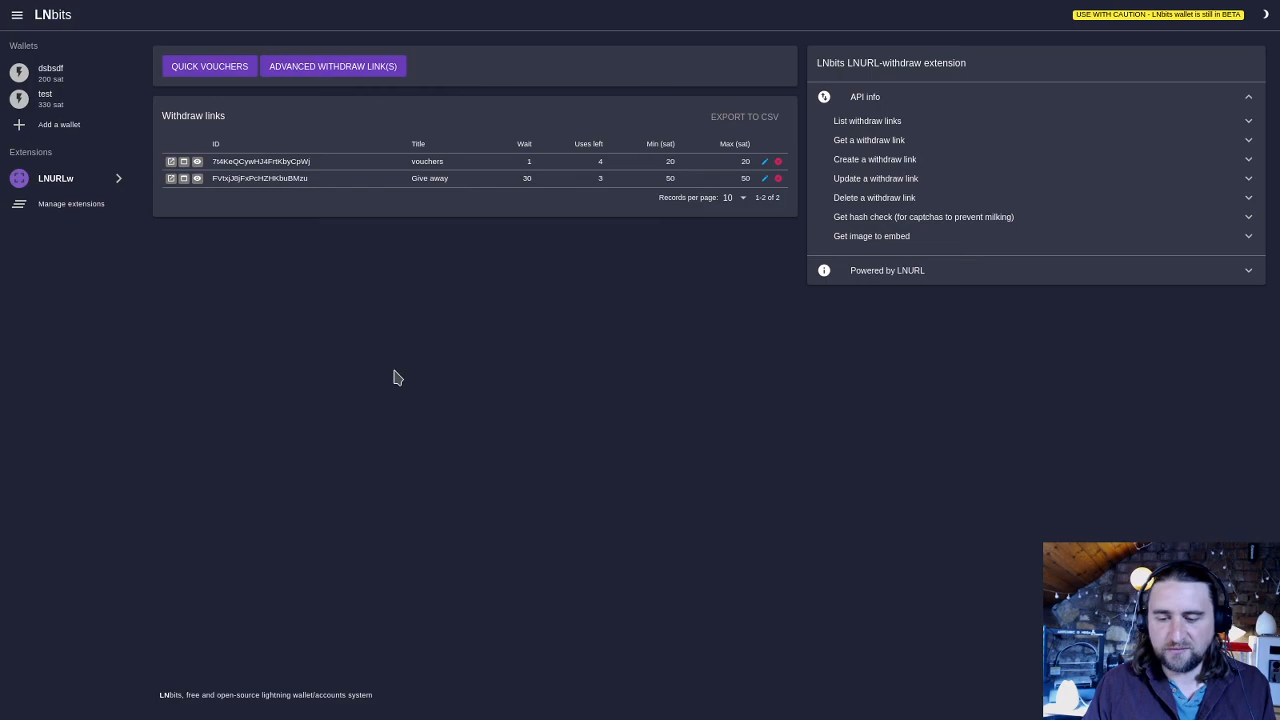 LNbits
USE WITH CAUTION - LNbits wallet is still in BETA
Wallets
dsbsdf
200 sat
test
330 sat
Add a wallet
Extensions
LNURLw
Manage extensions
QUICK VOUCHERS
ADVANCED WITHDRAW LINK(S)
Withdraw links
EXPORT TO CSV
ID Title Wait Uses left Min (sat) Max (sat)
7t4KeQCywHJ4FrtKbyCpWj vouchers 1 4 20 20
FVtxjJ8jFxPcHZHKbuBMzu Give away 30 3 50 50
Records per page: 10 1-2 of 2
LNbits LNURL-withdraw extension
API info
List withdraw links
Get a withdraw link
Create a withdraw link
Update a withdraw link
Delete a withdraw link
Get hash check (for captchas to prevent milking)
Get image to embed
Powered by LNURL
LNbits, free and open-source lightning wallet/accounts system